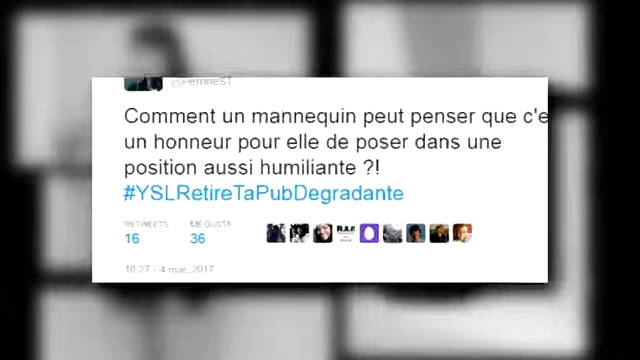 @PerrineST
Comment un mannequin peut penser que c'e
un honneur pour elle de poser dans une
position aussi humiliante ?!
#YSLRetireTaPubDegradante
RETWEETS ME GUSTA
16 36
R.A.P.
10:27 - 4 mar. 2017